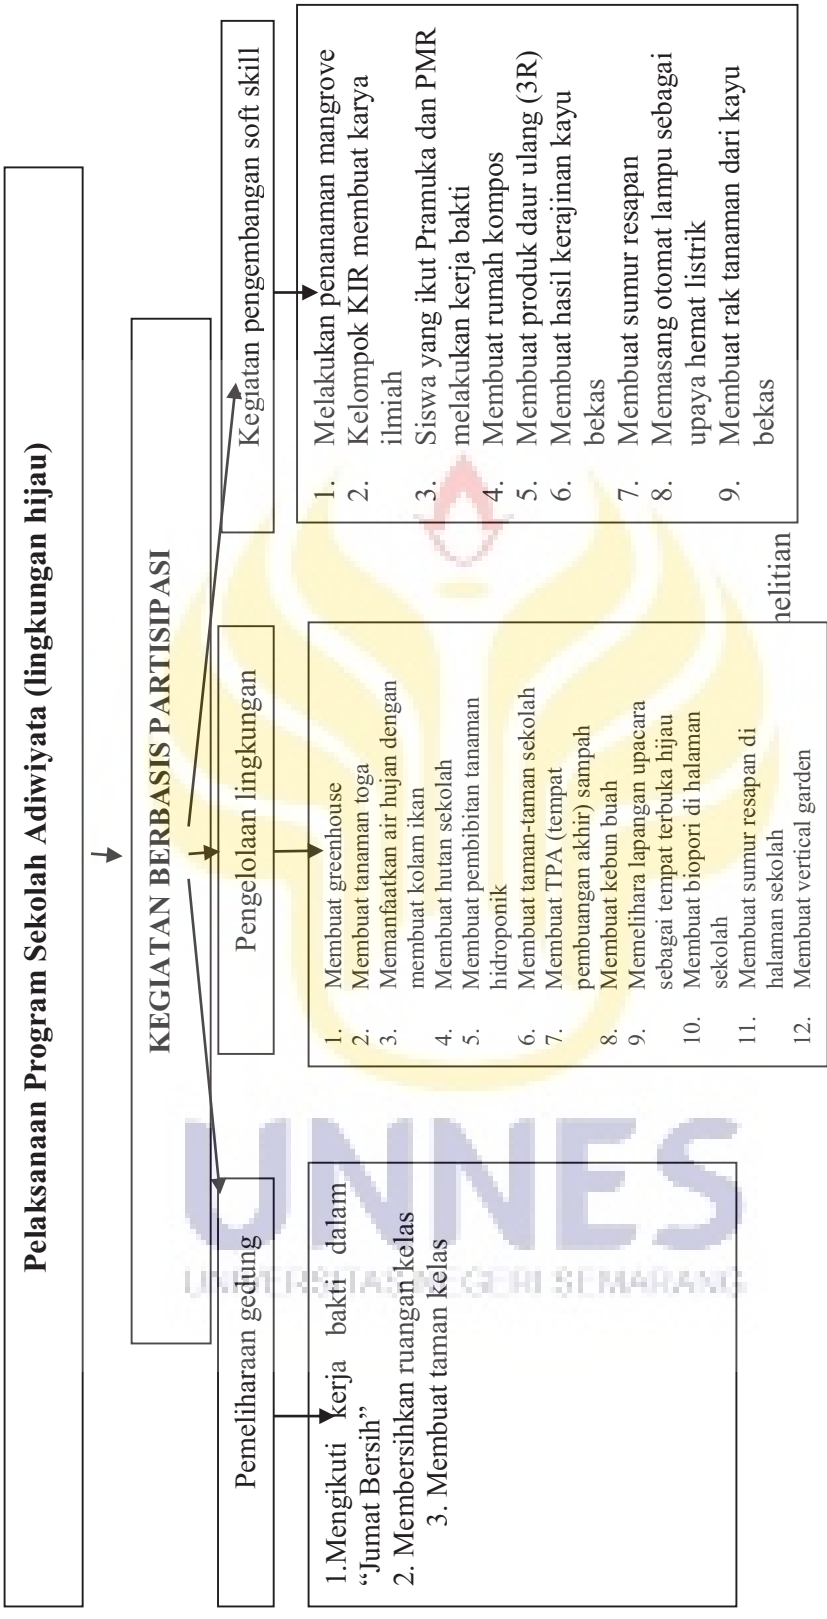 Pelaksanaan Program Sekolah Adiwiyata (lingkungan hijau)
KEGIATAN BERBASIS PARTISIPASI
Pemeliharaan gedung
1.Mengikuti kerja bakti dalam
“Jumat Bersih”
2. Membersihkan ruangan kelas
3. Membuat taman kelas
Pengelolaan lingkungan
1. Membuat greenhouse
2. Membuat tanaman toga
3. Memanfaatkan air hujan dengan
membuat kolam ikan
4. Membuat hutan sekolah
5. Membuat pembibitan tanaman
hidroponik
6. Membuat taman-taman sekolah
7. Membuat TPA (tempat
pembuangan akhir) sampah
8. Membuat kebun buah
9. Memelihara lapangan upacara
sebagai tempat terbuka hijau
10. Membuat biopori di halaman
sekolah
11. Membuat sumur resapan di
halaman sekolah
12. Membuat vertical garden
Kegiatan pengembangan soft skill
1. Melakukan penanaman mangrove
2. Kelompok KIR membuat karya
ilmiah
3. Siswa yang ikut Pramuka dan PMR
melakukan kerja bakti
4. Membuat rumah kompos
5. Membuat produk daur ulang (3R)
6. Membuat hasil kerajinan kayu
bekas
7. Membuat sumur resapan
8. Memasang otomat lampu sebagai
upaya hemat listrik
9. Membuat rak tanaman dari kayu
bekas
nelitian
UNNES
UNIVERSITAS NEGERI SEMARANG